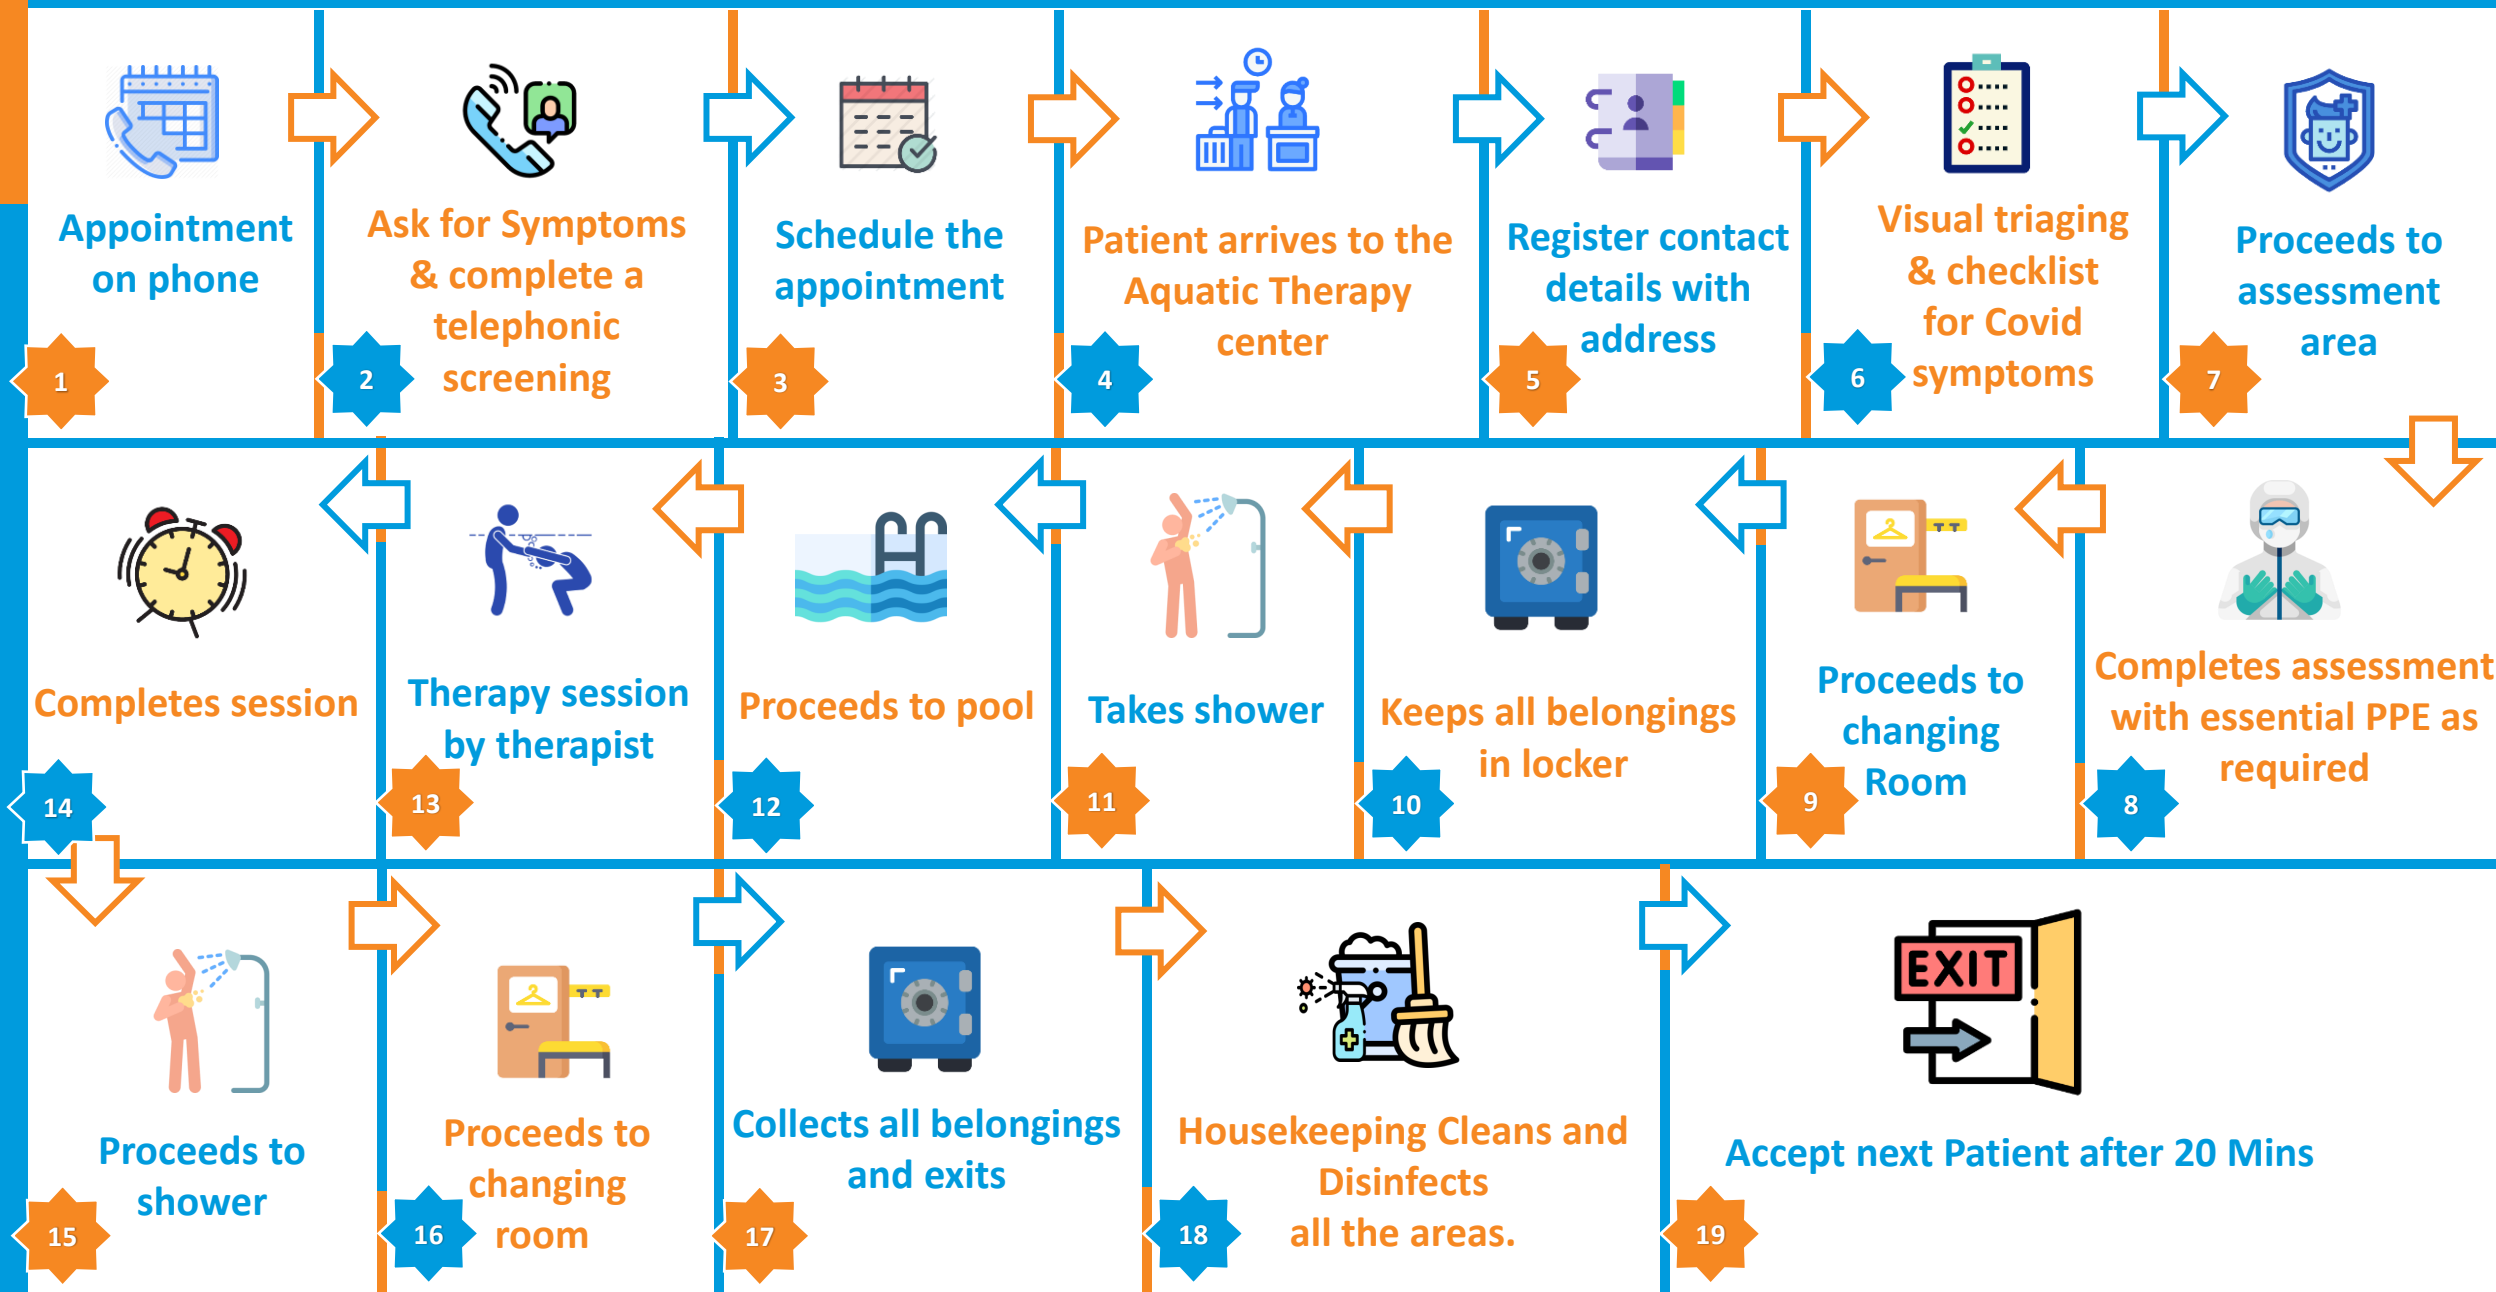 Appointment
on phone
1
Ask for Symptoms
& complete a
telephonic
screening
2
Schedule the
appointment
3
Patient arrives to the
Aquatic Therapy
center
4
Register contact
details with
address
5
Visual triaging
& checklist
for Covid
symptoms
6
Proceeds to
assessment
area
7
Completes assessment
with essential PPE as
required
8
Proceeds to
changing
Room
9
Keeps all belongings
in locker
10
Takes shower
11
Proceeds to pool
12
Therapy session
by therapist
13
Completes session
14
Proceeds to
shower
15
Proceeds to
changing
room
16
Collects all belongings
and exits
17
Housekeeping Cleans and
Disinfects
all the areas.
18
EXIT
Accept next Patient after 20 Mins
19